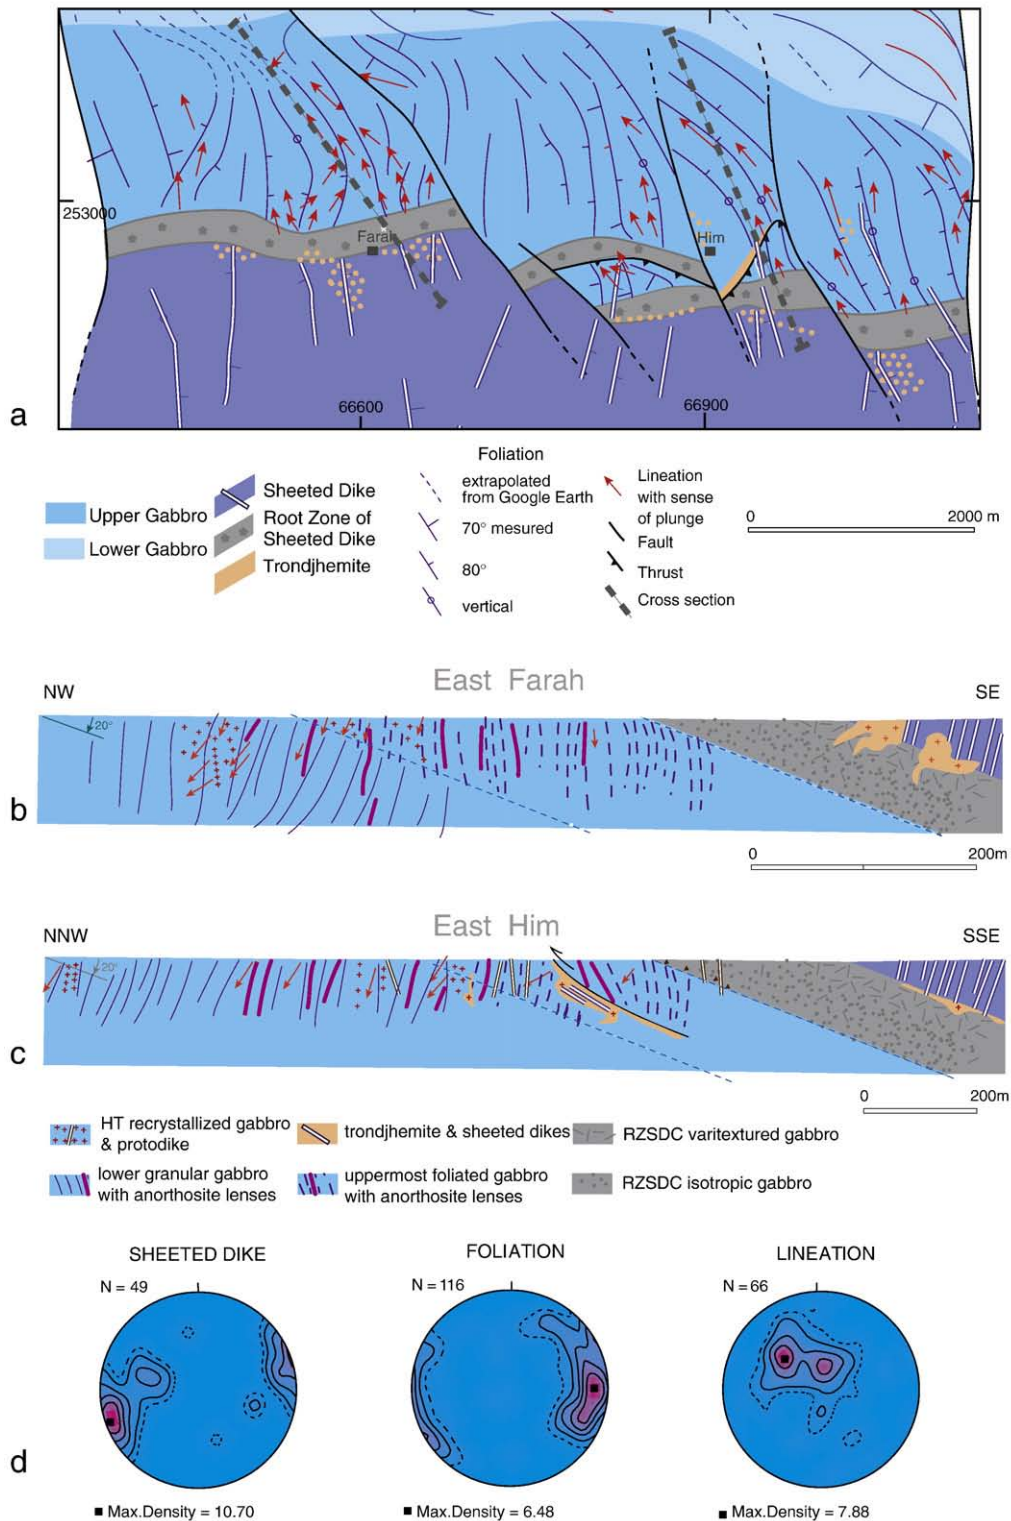 253000
Farah
Him
66600
66900
a
Upper Gabbro
Lower Gabbro
Sheeted Dike
Root Zone of
Sheeted Dike
Trondjhemite
Foliation
extrapolated
from Google Earth
70° mesured
80°
vertical
Lineation
with sense
of plunge
Fault
Thrust
Cross section
0 2000 m
East Farah
NW SE
20°
b
0 200m
East Him
NNW SSE
20°
c
0 200m
HT recrystallized gabbro
& protodike
trondjhemite & sheeted dikes
RZSDC varitextured gabbro
lower granular gabbro
with anorthosite lenses
uppermost foliated gabbro
with anorthosite lenses
RZSDC isotropic gabbro
SHEETED DIKE
N = 49
FOLIATION
N = 116
LINEATION
N = 66
d
Max.Density = 10.70
Max.Density = 6.48
Max.Density = 7.88